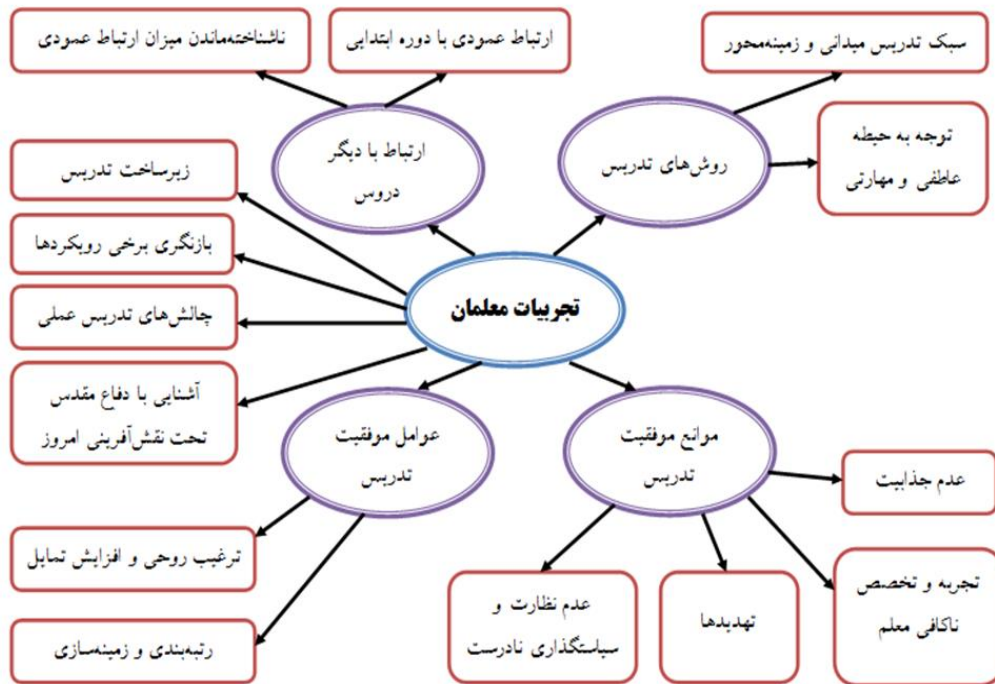 سبک تدریس میدانی و زمینه‌محور
ارتباط عمودی با دوره ابتدایی
ناشناخته‌ماندن میزان ارتباط عمودی
توجه به حیطه
عاطفی و مهارتی
روش‌های تدریس
ارتباط با دیگر
دروس
زیرساخت تدریس
بازنگری برخی رویکردها
تجربیات معلمان
چالش‌های تدریس عملی
آشنایی با دفاع مقدس
تحت نقش‌آفرینی امروز
موانع موفقیت
تدریس
عوامل موفقیت
تدریس
عدم جذابیت
تجربه و تخصص
ناکافی معلم
تهدیدها
عدم نظارت و
سیاستگذاری نادرست
ترغیب روحی و افزایش تمایل
رتبه‌بندی و زمینه‌سازی